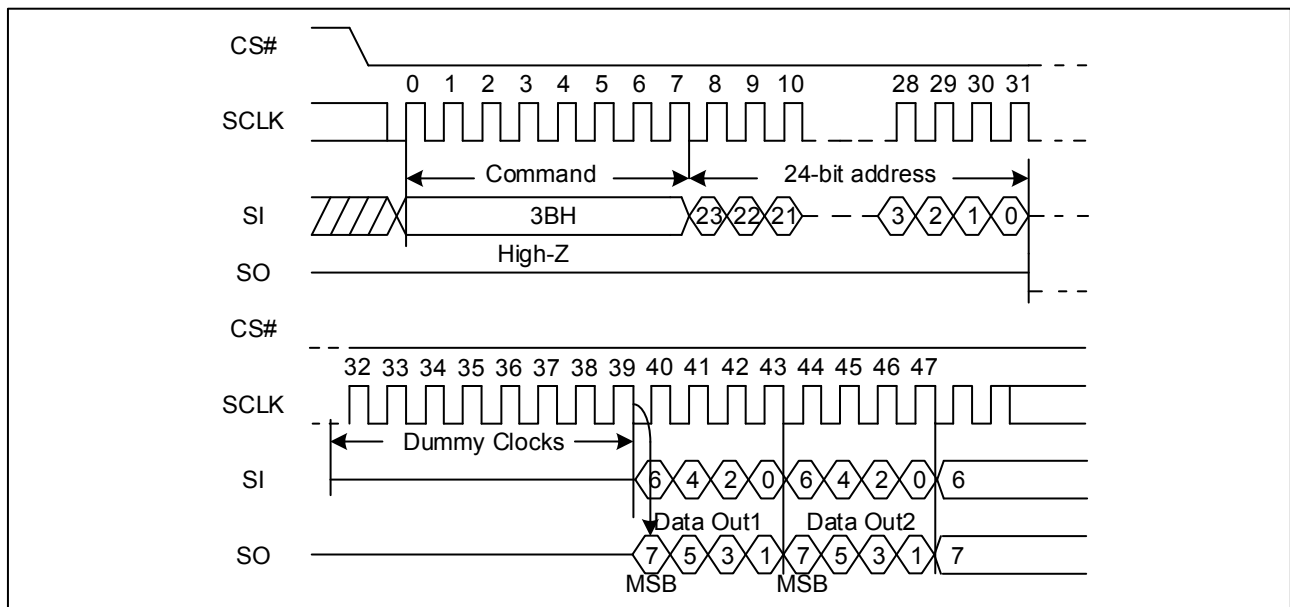 CS#
0 1 2 3 4 5 6 7 8 9 10 28 29 30 31
SCLK
Command 24-bit address
SI 3BH 23 22 21 3 2 1 0
High-Z
SO
CS#
32 33 34 35 36 37 38 39 40 41 42 43 44 45 46 47
SCLK
Dummy Clocks
SI 6 4 2 0 6 4 2 0 6
Data Out1 Data Out2
SO 7 5 3 1 7 5 3 1 7
MSB MSB